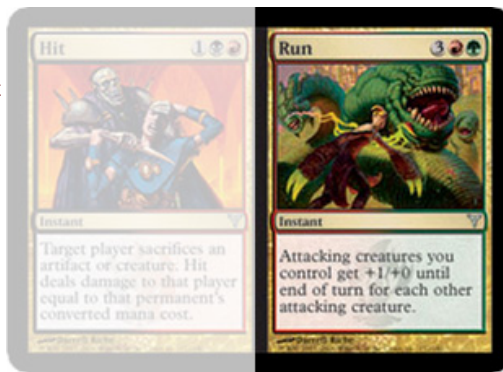 Hit
Instant
Target player sacrifices an
artifact or creature. Hit
deals damage to that player
equal to that permanent's
converted mana cost.
Run
3
Instant
Attacking creatures you
control get +1/+0 until
end of turn for each other
attacking creature.